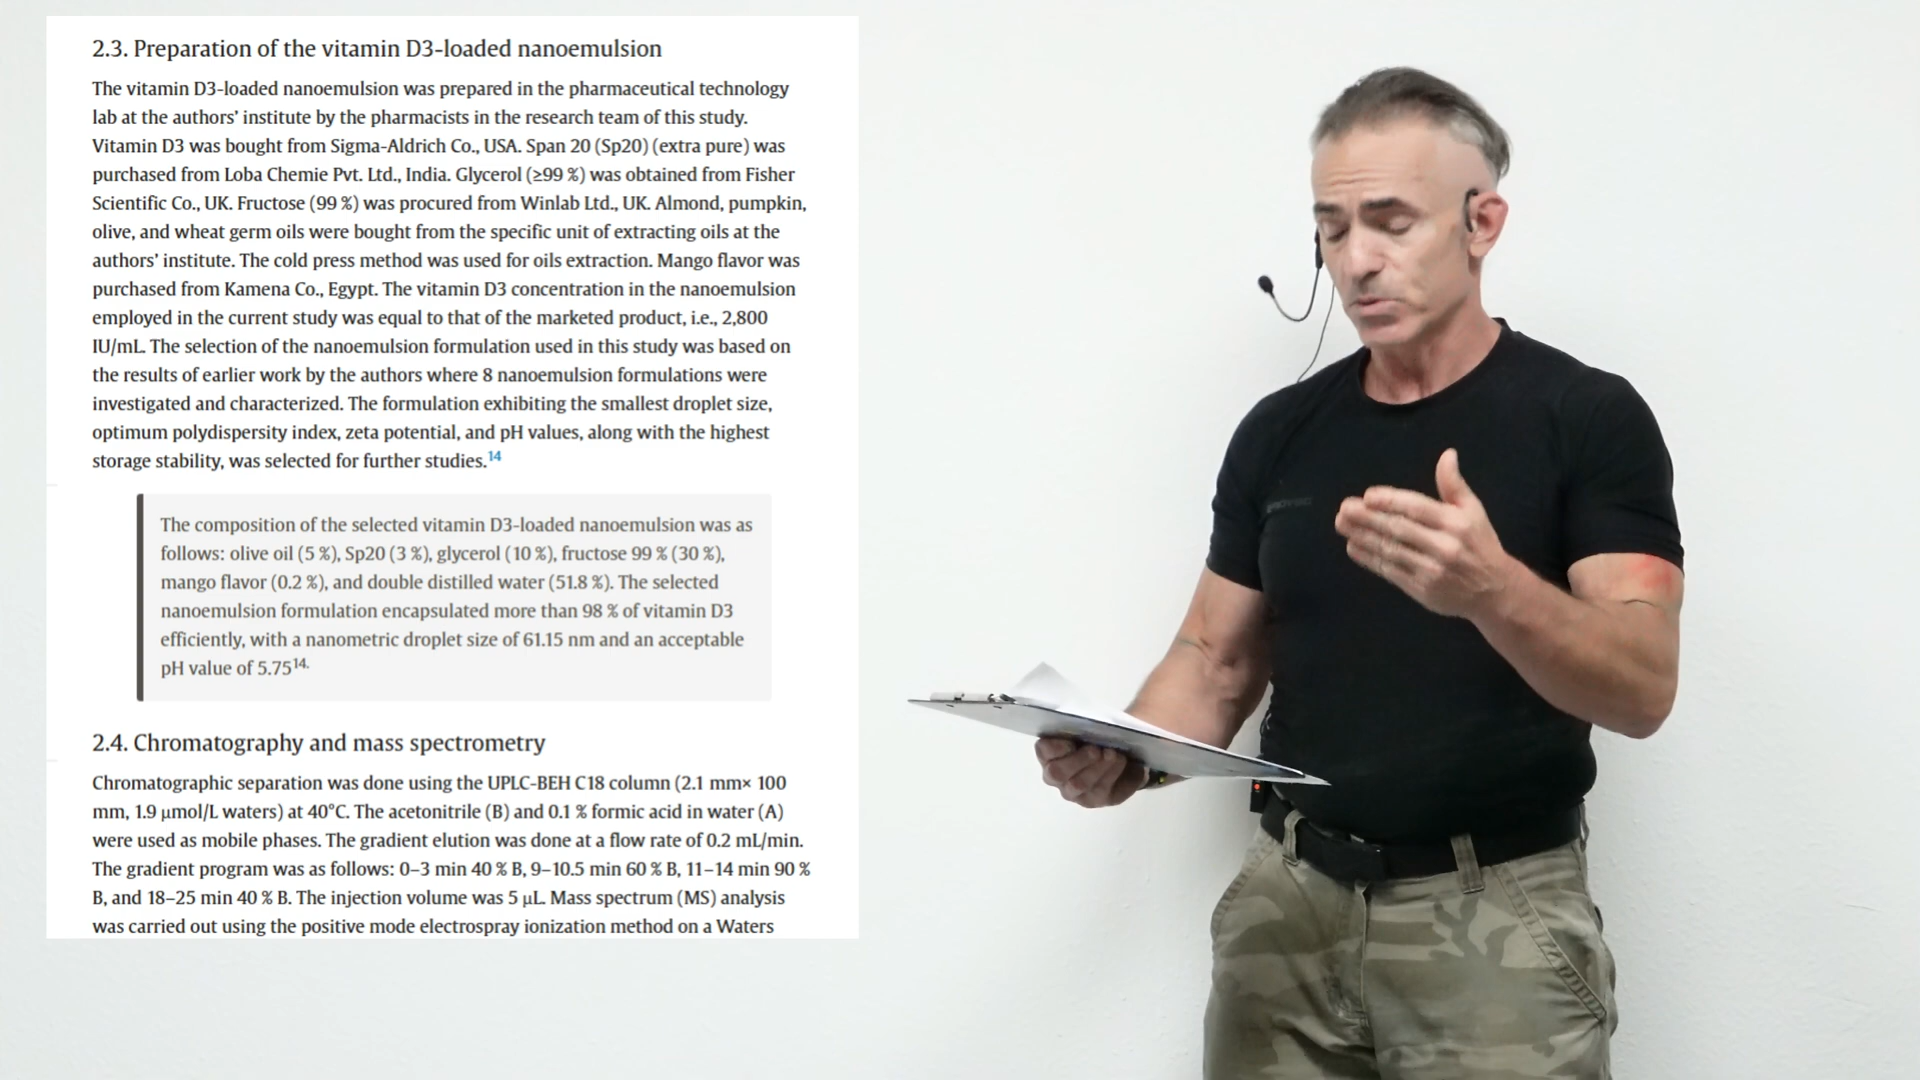 2.3. Preparation of the vitamin D3-loaded nanoemulsion
The vitamin D3-loaded nanoemulsion was prepared in the pharmaceutical technology
lab at the authors' institute by the pharmacists in the research team of this study.
Vitamin D3 was bought from Sigma-Aldrich Co., USA. Span 20 (Sp20) (extra pure) was
purchased from Loba Chemie Pvt. Ltd., India. Glycerol (≥99 %) was obtained from Fisher
Scientific Co., UK. Fructose (99 %) was procured from Winlab Ltd., UK. Almond, pumpkin,
olive, and wheat germ oils were bought from the specific unit of extracting oils at the
authors' institute. The cold press method was used for oils extraction. Mango flavor was
purchased from Kamena Co., Egypt. The vitamin D3 concentration in the nanoemulsion
employed in the current study was equal to that of the marketed product, i.e., 2,800
IU/mL. The selection of the nanoemulsion formulation used in this study was based on
the results of earlier work by the authors where 8 nanoemulsion formulations were
investigated and characterized. The formulation exhibiting the smallest droplet size,
optimum polydispersity index, zeta potential, and pH values, along with the highest
storage stability, was selected for further studies.14
The composition of the selected vitamin D3-loaded nanoemulsion was as
follows: olive oil (5 %), Sp20 (3 %), glycerol (10 %), fructose 99 % (30 %),
mango flavor (0.2 %), and double distilled water (51.8 %). The selected
nanoemulsion formulation encapsulated more than 98 % of vitamin D3
efficiently, with a nanometric droplet size of 61.15 nm and an acceptable
pH value of 5.7514.
2.4. Chromatography and mass spectrometry
Chromatographic separation was done using the UPLC-BEH C18 column (2.1 mm× 100
mm, 1.9 μmol/L waters) at 40°C. The acetonitrile (B) and 0.1 % formic acid in water (A)
were used as mobile phases. The gradient elution was done at a flow rate of 0.2 mL/min.
The gradient program was as follows: 0–3 min 40 % B, 9–10.5 min 60 % B, 11–14 min 90 %
B, and 18–25 min 40 % B. The injection volume was 5 μL. Mass spectrum (MS) analysis
was carried out using the positive mode electrospray ionization method on a Waters